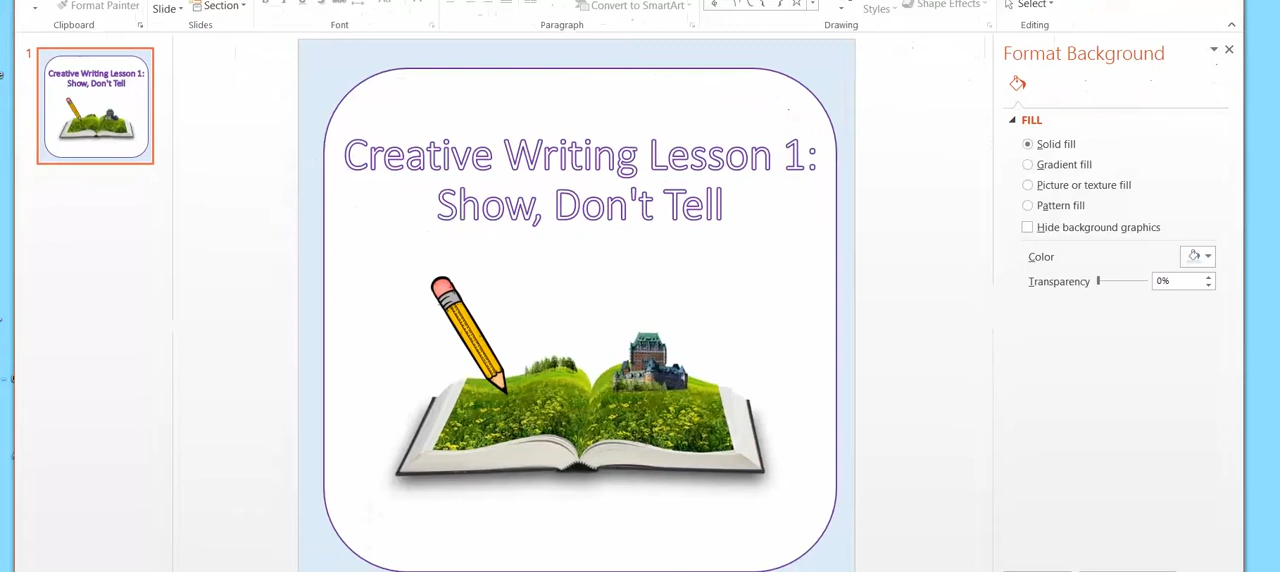 Format Painter
Slide
Section
Convert to SmartArt
Styles
Shape Effects
Select
Clipboard
Slides
Font
Paragraph
Drawing
Editing
1
Creative Writing Lesson 1:
Show, Don't Tell
Creative Writing Lesson 1:
Show, Don't Tell
Format Background
FILL
Solid fill
Gradient fill
Picture or texture fill
Pattern fill
Hide background graphics
Color
Transparency
0%